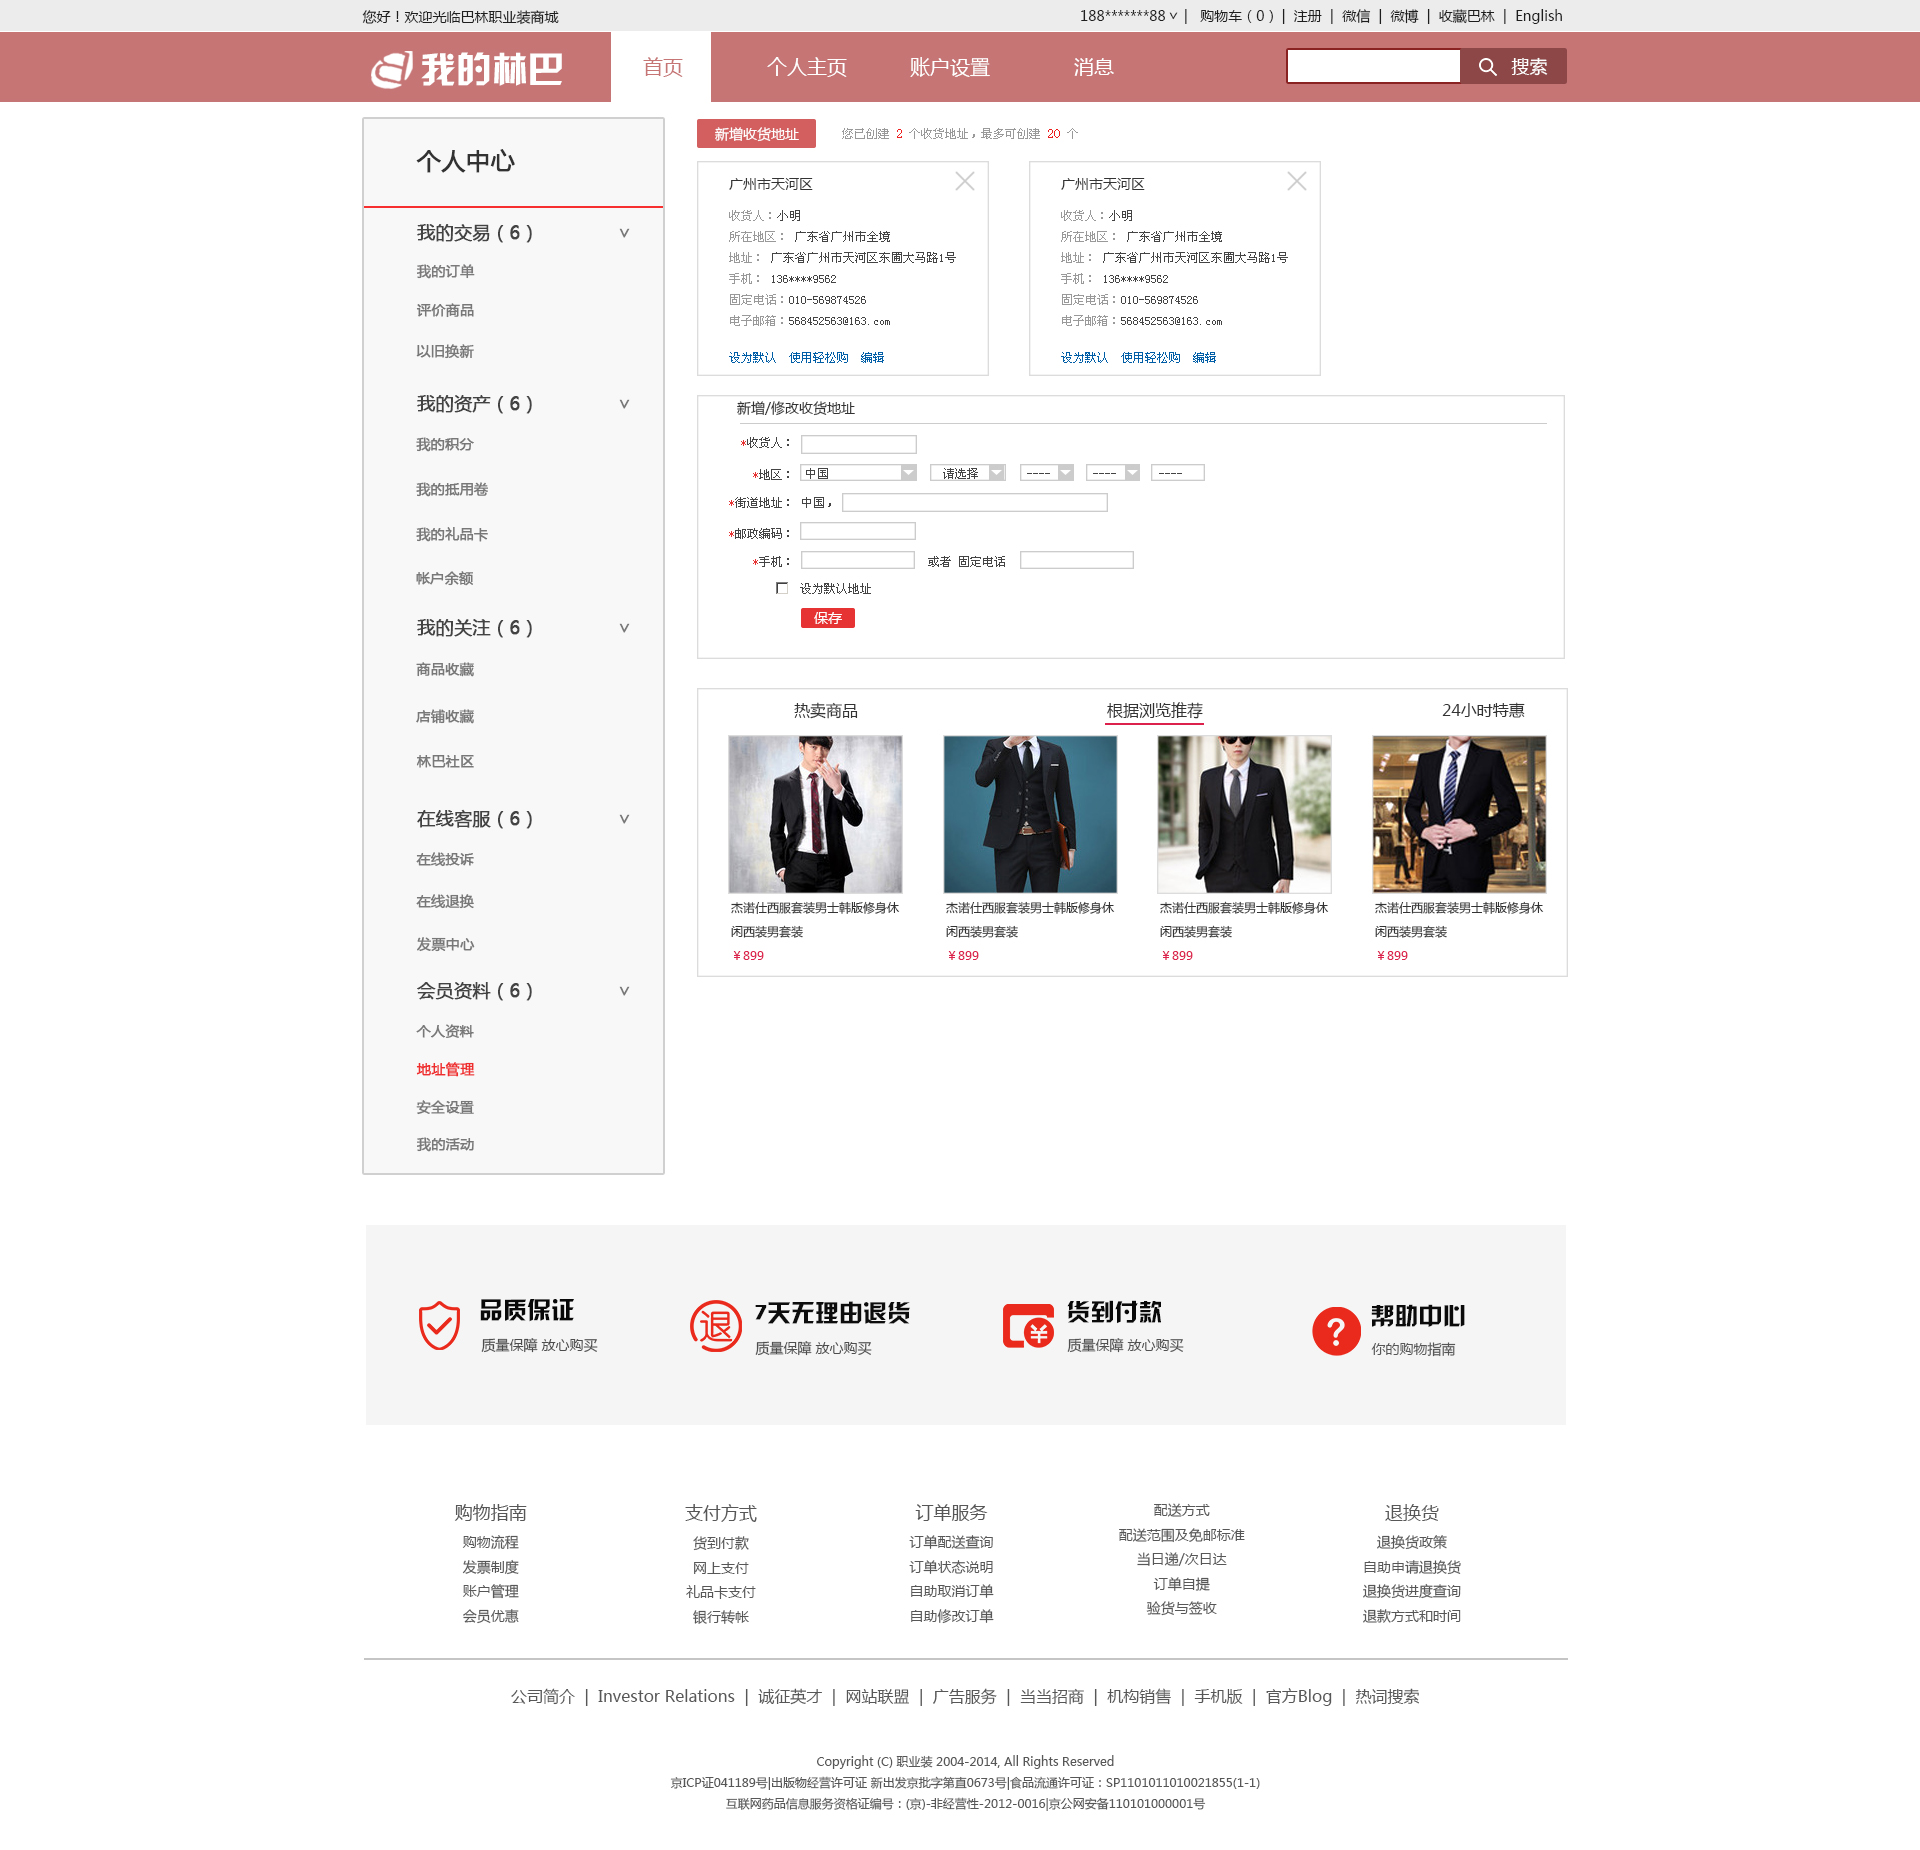 您好！欢迎光临巴林职业装商城
188*******88 ∨ | 购物车（0）| 注册 | 微信 | 微博 | 收藏巴林 | English
我的林巴
首页 个人主页 账户设置 消息 搜索
个人中心
我的交易（6）
我的订单
评价商品
以旧换新
我的资产（6）
我的积分
我的抵用卷
我的礼品卡
帐户余额
我的关注（6）
商品收藏
店铺收藏
林巴社区
在线客服（6）
在线投诉
在线退换
发票中心
会员资料（6）
个人资料
地址管理
安全设置
我的活动
新增收货地址 您已创建 2 个收货地址，最多可创建 20 个
广州市天河区
收货人：小明
所在地区： 广东省广州市全境
地址： 广东省广州市天河区东圃大马路1号
手机： 136****9562
固定电话：010-569874526
电子邮箱：568452563@163.com
设为默认 使用轻松购 编辑
广州市天河区
收货人：小明
所在地区： 广东省广州市全境
地址： 广东省广州市天河区东圃大马路1号
手机： 136****9562
固定电话：010-569874526
电子邮箱：568452563@163.com
设为默认 使用轻松购 编辑
新增/修改收货地址
*收货人：
*地区： 中国 请选择 ---- ---- ----
*街道地址： 中国，
*邮政编码：
*手机： 或者 固定电话
设为默认地址
保存
热卖商品 根据浏览推荐 24小时特惠
杰诺仕西服套装男士韩版修身休
闲西装男套装
￥899
杰诺仕西服套装男士韩版修身休
闲西装男套装
￥899
杰诺仕西服套装男士韩版修身休
闲西装男套装
￥899
杰诺仕西服套装男士韩版修身休
闲西装男套装
￥899
品质保证
质量保障 放心购买
退
7天无理由退货
质量保障 放心购买
¥
货到付款
质量保障 放心购买
?
帮助中心
你的购物指南
购物指南
购物流程
发票制度
账户管理
会员优惠
支付方式
货到付款
网上支付
礼品卡支付
银行转帐
订单服务
订单配送查询
订单状态说明
自助取消订单
自助修改订单
配送方式
配送范围及免邮标准
当日递/次日达
订单自提
验货与签收
退换货
退换货政策
自助申请退换货
退换货进度查询
退款方式和时间
公司简介 | Investor Relations | 诚征英才 | 网站联盟 | 广告服务 | 当当招商 | 机构销售 | 手机版 | 官方Blog | 热词搜索
Copyright (C) 职业装 2004-2014, All Rights Reserved
京ICP证041189号|出版物经营许可证 新出发京批字第直0673号|食品流通许可证：SP1101011010021855(1-1)
互联网药品信息服务资格证编号：(京)-非经营性-2012-0016|京公网安备110101000001号